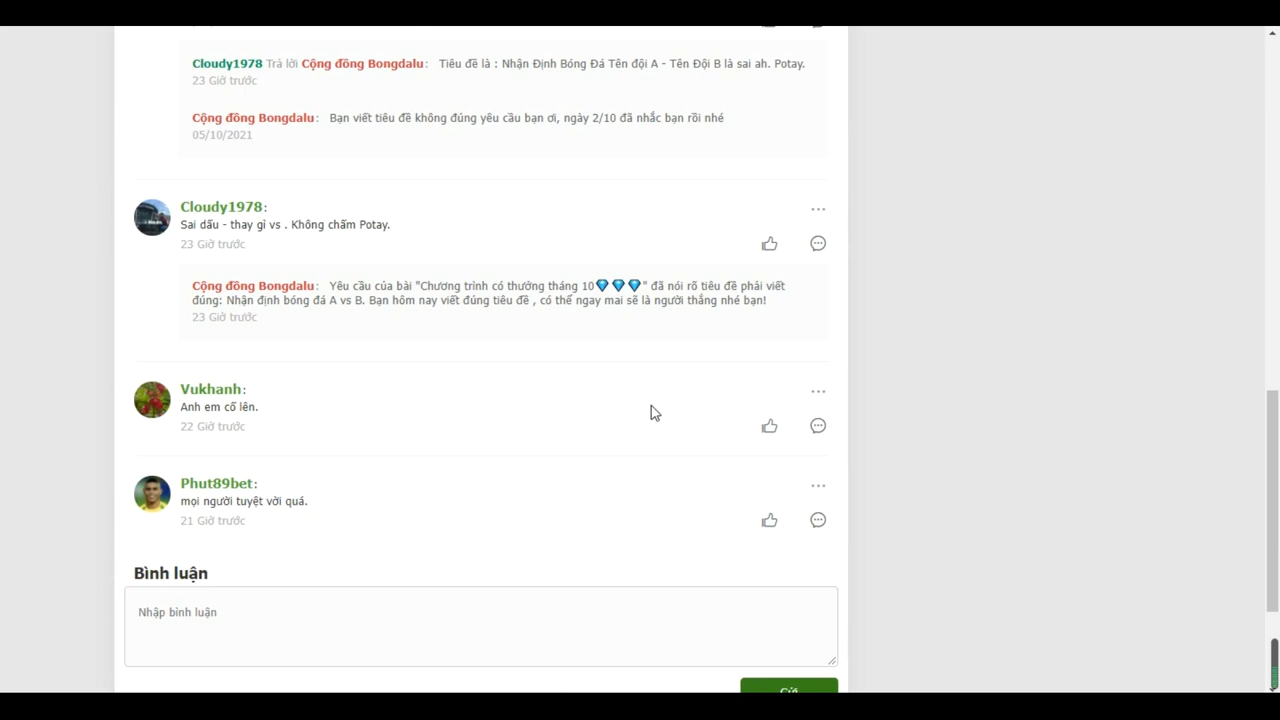 Cloudy1978 Trả lời Cộng đồng Bongdalu: Tiêu đề là : Nhận Định Bóng Đá Tên đội A - Tên Đội B là sai ah. Potay.
23 Giờ trước
Cộng đồng Bongdalu: Bạn viết tiêu đề không đúng yêu cầu bạn ơi, ngày 2/10 đã nhắc bạn rồi nhé
05/10/2021
Cloudy1978:
Sai dấu - thay gì vs . Không chấm Potay.
23 Giờ trước
Cộng đồng Bongdalu: Yêu cầu của bài "Chương trình có thưởng tháng 10💎💎💎" đã nói rõ tiêu đề phải viết
đúng: Nhận định bóng đá A vs B. Bạn hôm nay viết đúng tiêu đề , có thể ngay mai sẽ là người thắng nhé bạn!
23 Giờ trước
Vukhanh:
Anh em cố lên.
22 Giờ trước
Phut89bet:
mọi người tuyệt vời quá.
21 Giờ trước
Bình luận
Nhập bình luận
Gửi